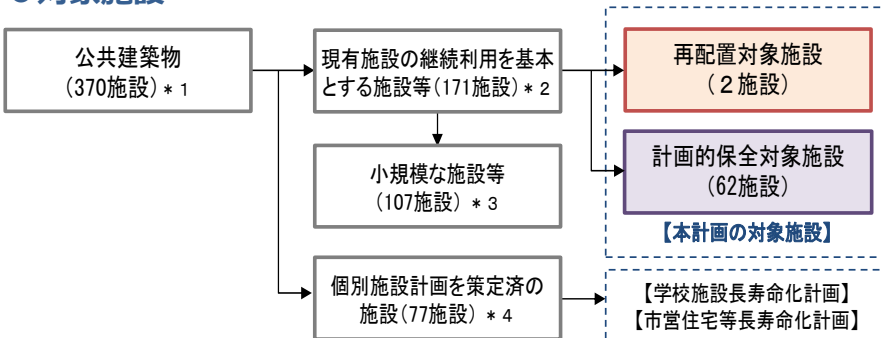 公共建築物
(370施設)＊1
現有施設の継続利用を基本
とする施設等(171施設)＊2
再配置対象施設
(２施設)
小規模な施設等
(107施設)＊3
計画的保全対象施設
(62施設)
【本計画の対象施設】
個別施設計画を策定済の
施設(77施設)＊4
【学校施設長寿命化計画】
【市営住宅等長寿命化計画】